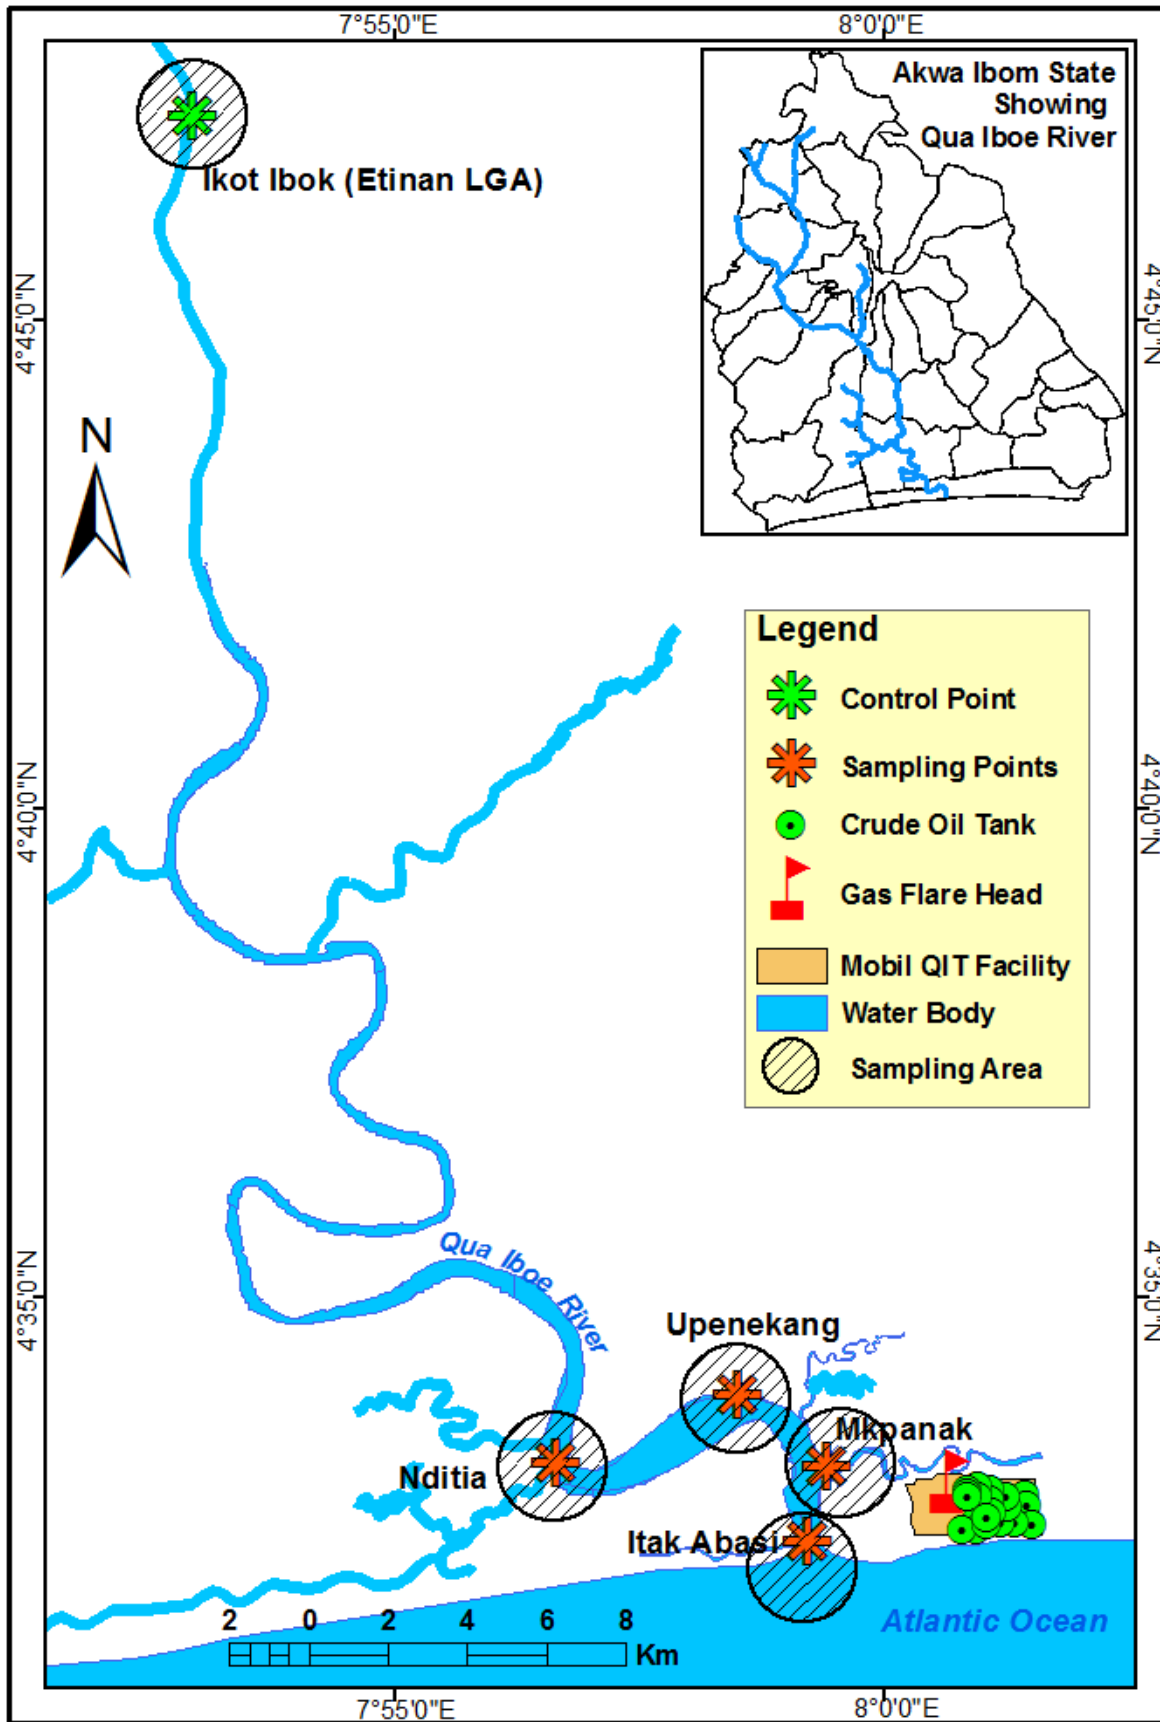 7°55'0"E
8°0'0"E
Akwa Ibom State
Showing
Qua Iboe River
Ikot Ibok (Etinan LGA)
4°45'0"N
4°45'0"N
N
Legend
Control Point
Sampling Points
Crude Oil Tank
Gas Flare Head
Mobil QIT Facility
Water Body
Sampling Area
4°40'0"N
4°40'0"N
Qua Iboe River
4°35'0"N
4°35'0"N
Upenekang
Mkpanak
Nditia
Itak Abasi
2 0 2 4 6 8
Km
Atlantic Ocean
7°55'0"E
8°0'0"E